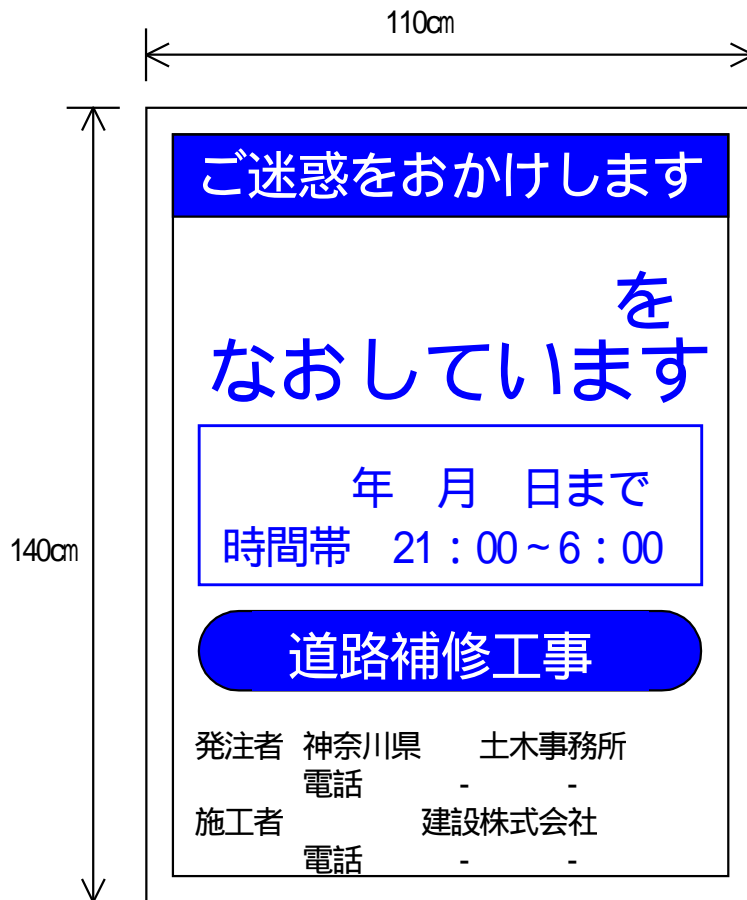 110㎝
ご迷惑をおかけします
を
なおしています
年　月　日まで
140㎝
時間帯　21：00～6：00
道路補修工事
発注者　神奈川県　　土木事務所
電話　　　-　　　-
施工者　　　　　建設株式会社
電話　　　-　　　-